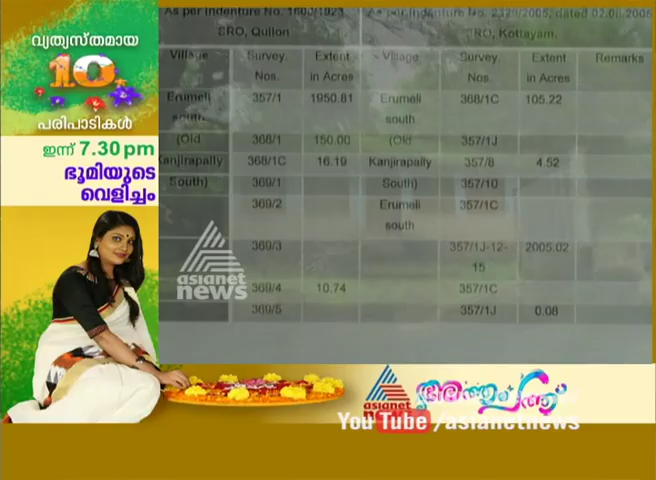 വ്യത്യസ്തമായ
10
പരിപാടികൾ
ഇന്ന് 7.30 pm
ഭൂമിയുടെ
വെളിച്ചം
As per Indenture No. 1600/1923 As per Indenture No. 2329/2005, dated 02.08.2005
SRO, Quilon SRO, Kottayam.
Village Survey. Nos. Extent in Acres Village Survey. Nos. Extent in Acres Remarks
Erumeli 357/1 1950.81 Erumeli 368/1C 105.22
south south
(Old 368/1 150.00 (Old 357/1J
Kanjirapally 368/1C 16.19 Kanjirapally 357/8 4.52
South) 369/1 South) 357/10
369/2 Erumeli 357/1C
south
369/3 357/1J-12- 2005.02
15
369/4 10.74 357/1C
369/5 357/1J 0.08
asianet
news
asianet
news
You Tube /asianetnews